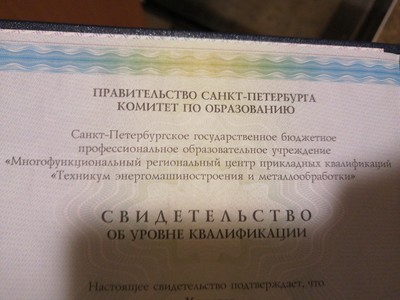 ПРАВИТЕЛЬСТВО САНКТ-ПЕТЕРБУРГА
КОМИТЕТ ПО ОБРАЗОВАНИЮ
Санкт-Петербургское государственное бюджетное
профессиональное образовательное учреждение
«Многофункциональный региональный центр прикладных квалификаций
«Техникум энергомашиностроения и металлообработки»
СВИДЕТЕЛЬСТВО
ОБ УРОВНЕ КВАЛИФИКАЦИИ
Настоящее свидетельство подтверждает, что